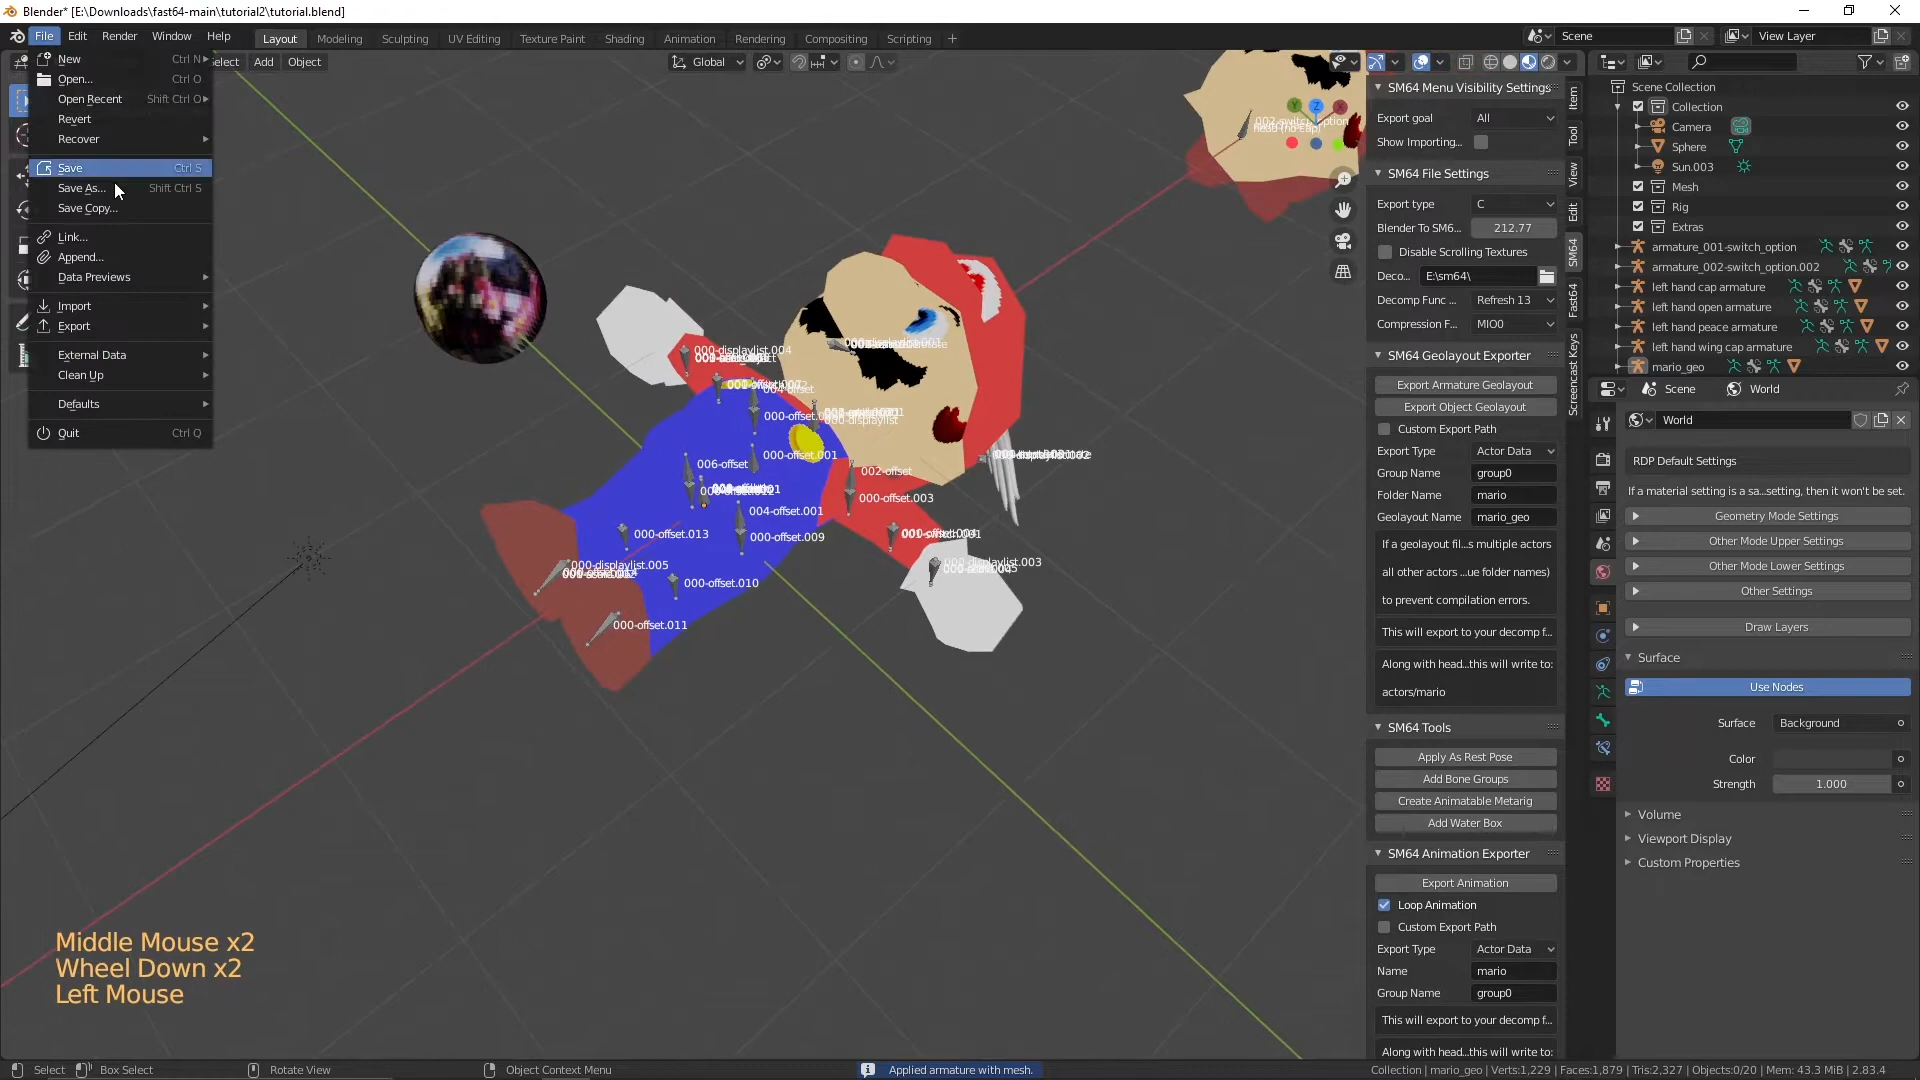 Blender* [E:\Downloads\fast64-main\tutorial2\tutorial.blend]
File Edit Render Window Help
Layout Modeling Sculpting UV Editing Texture Paint Shading Animation Rendering Compositing Scripting +
Scene
View Layer
Select Add Object
Global
New Ctrl N
Open... Ctrl O
Open Recent Shift Ctrl O
Revert
Recover
Save Ctrl S
Save As... Shift Ctrl S
Save Copy...
Link...
Append...
Data Previews
Import
Export
External Data
Clean Up
Defaults
Quit Ctrl Q
002-switch_option
000-displaylist.004
004-offset
000-displaylist
000-offset.001
006-offset
002-offset
000-offset.003
004-offset.001
000-offset.013
000-offset.009
000-displaylist.003
000-displaylist.005
000-offset.010
000-offset.011
Middle Mouse x2
Wheel Down x2
Left Mouse
SM64 Menu Visibility Settings
Export goal All
Show Importing...
SM64 File Settings
Export type C
Blender To SM6... 212.77
Disable Scrolling Textures
Deco... E:\sm64\
Decomp Func ... Refresh 13
Compression F... MIO0
SM64 Geolayout Exporter
Export Armature Geolayout
Export Object Geolayout
Custom Export Path
Export Type Actor Data
Group Name group0
Folder Name mario
Geolayout Name mario_geo
If a geolayout fil...s multiple actors
all other actors ...ue folder names)
to prevent compilation errors.
This will export to your decomp f...
Along with head...this will write to:
actors/mario
SM64 Tools
Apply As Rest Pose
Add Bone Groups
Create Animatable Metarig
Add Water Box
SM64 Animation Exporter
Export Animation
Loop Animation
Custom Export Path
Export Type Actor Data
Name mario
Group Name group0
This will export to your decomp f...
Along with head...this will write to:
Item
Tool
View
Edit
SM64
Fast64
Screencast Keys
Scene Collection
Collection
Camera
Sphere
Sun.003
Mesh
Rig
Extras
armature_001-switch_option
armature_002-switch_option.002
left hand cap armature
left hand open armature
left hand peace armature
left hand wing cap armature
mario_geo
Scene World
World
RDP Default Settings
If a material setting is a sa...setting, then it won't be set.
Geometry Mode Settings
Other Mode Upper Settings
Other Mode Lower Settings
Other Settings
Draw Layers
Surface
Use Nodes
Surface Background
Color
Strength 1.000
Volume
Viewport Display
Custom Properties
Select Box Select Rotate View Object Context Menu
Applied armature with mesh.
Collection | mario_geo | Verts:1,229 | Faces:1,879 | Tris:2,327 | Objects:0/20 | Mem: 43.3 MiB | 2.83.4